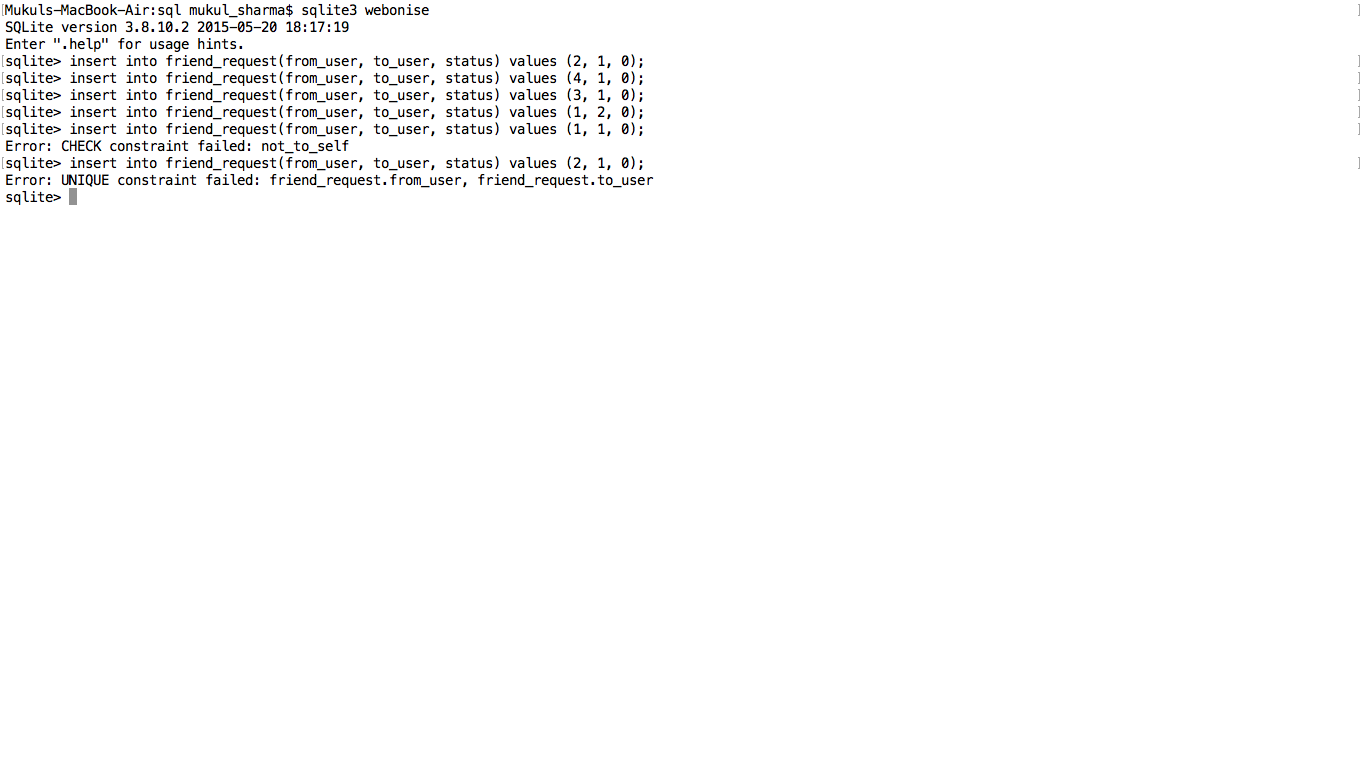 [Mukuls-MacBook-Air:sql mukul_sharma$ sqlite3 webonise ]
SQLite version 3.8.10.2 2015-05-20 18:17:19
Enter ".help" for usage hints.
[sqlite> insert into friend_request(from_user, to_user, status) values (2, 1, 0); ]
[sqlite> insert into friend_request(from_user, to_user, status) values (4, 1, 0); ]
[sqlite> insert into friend_request(from_user, to_user, status) values (3, 1, 0); ]
[sqlite> insert into friend_request(from_user, to_user, status) values (1, 2, 0); ]
[sqlite> insert into friend_request(from_user, to_user, status) values (1, 1, 0); ]
Error: CHECK constraint failed: not_to_self
[sqlite> insert into friend_request(from_user, to_user, status) values (2, 1, 0); ]
Error: UNIQUE constraint failed: friend_request.from_user, friend_request.to_user
sqlite>